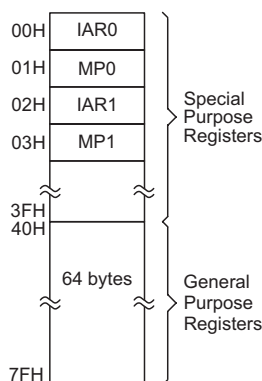 00H
IAR0
01H
MP0
02H
IAR1
03H
MP1
Special
Purpose
Registers
3FH
40H
64 bytes
General
Purpose
Registers
7FH